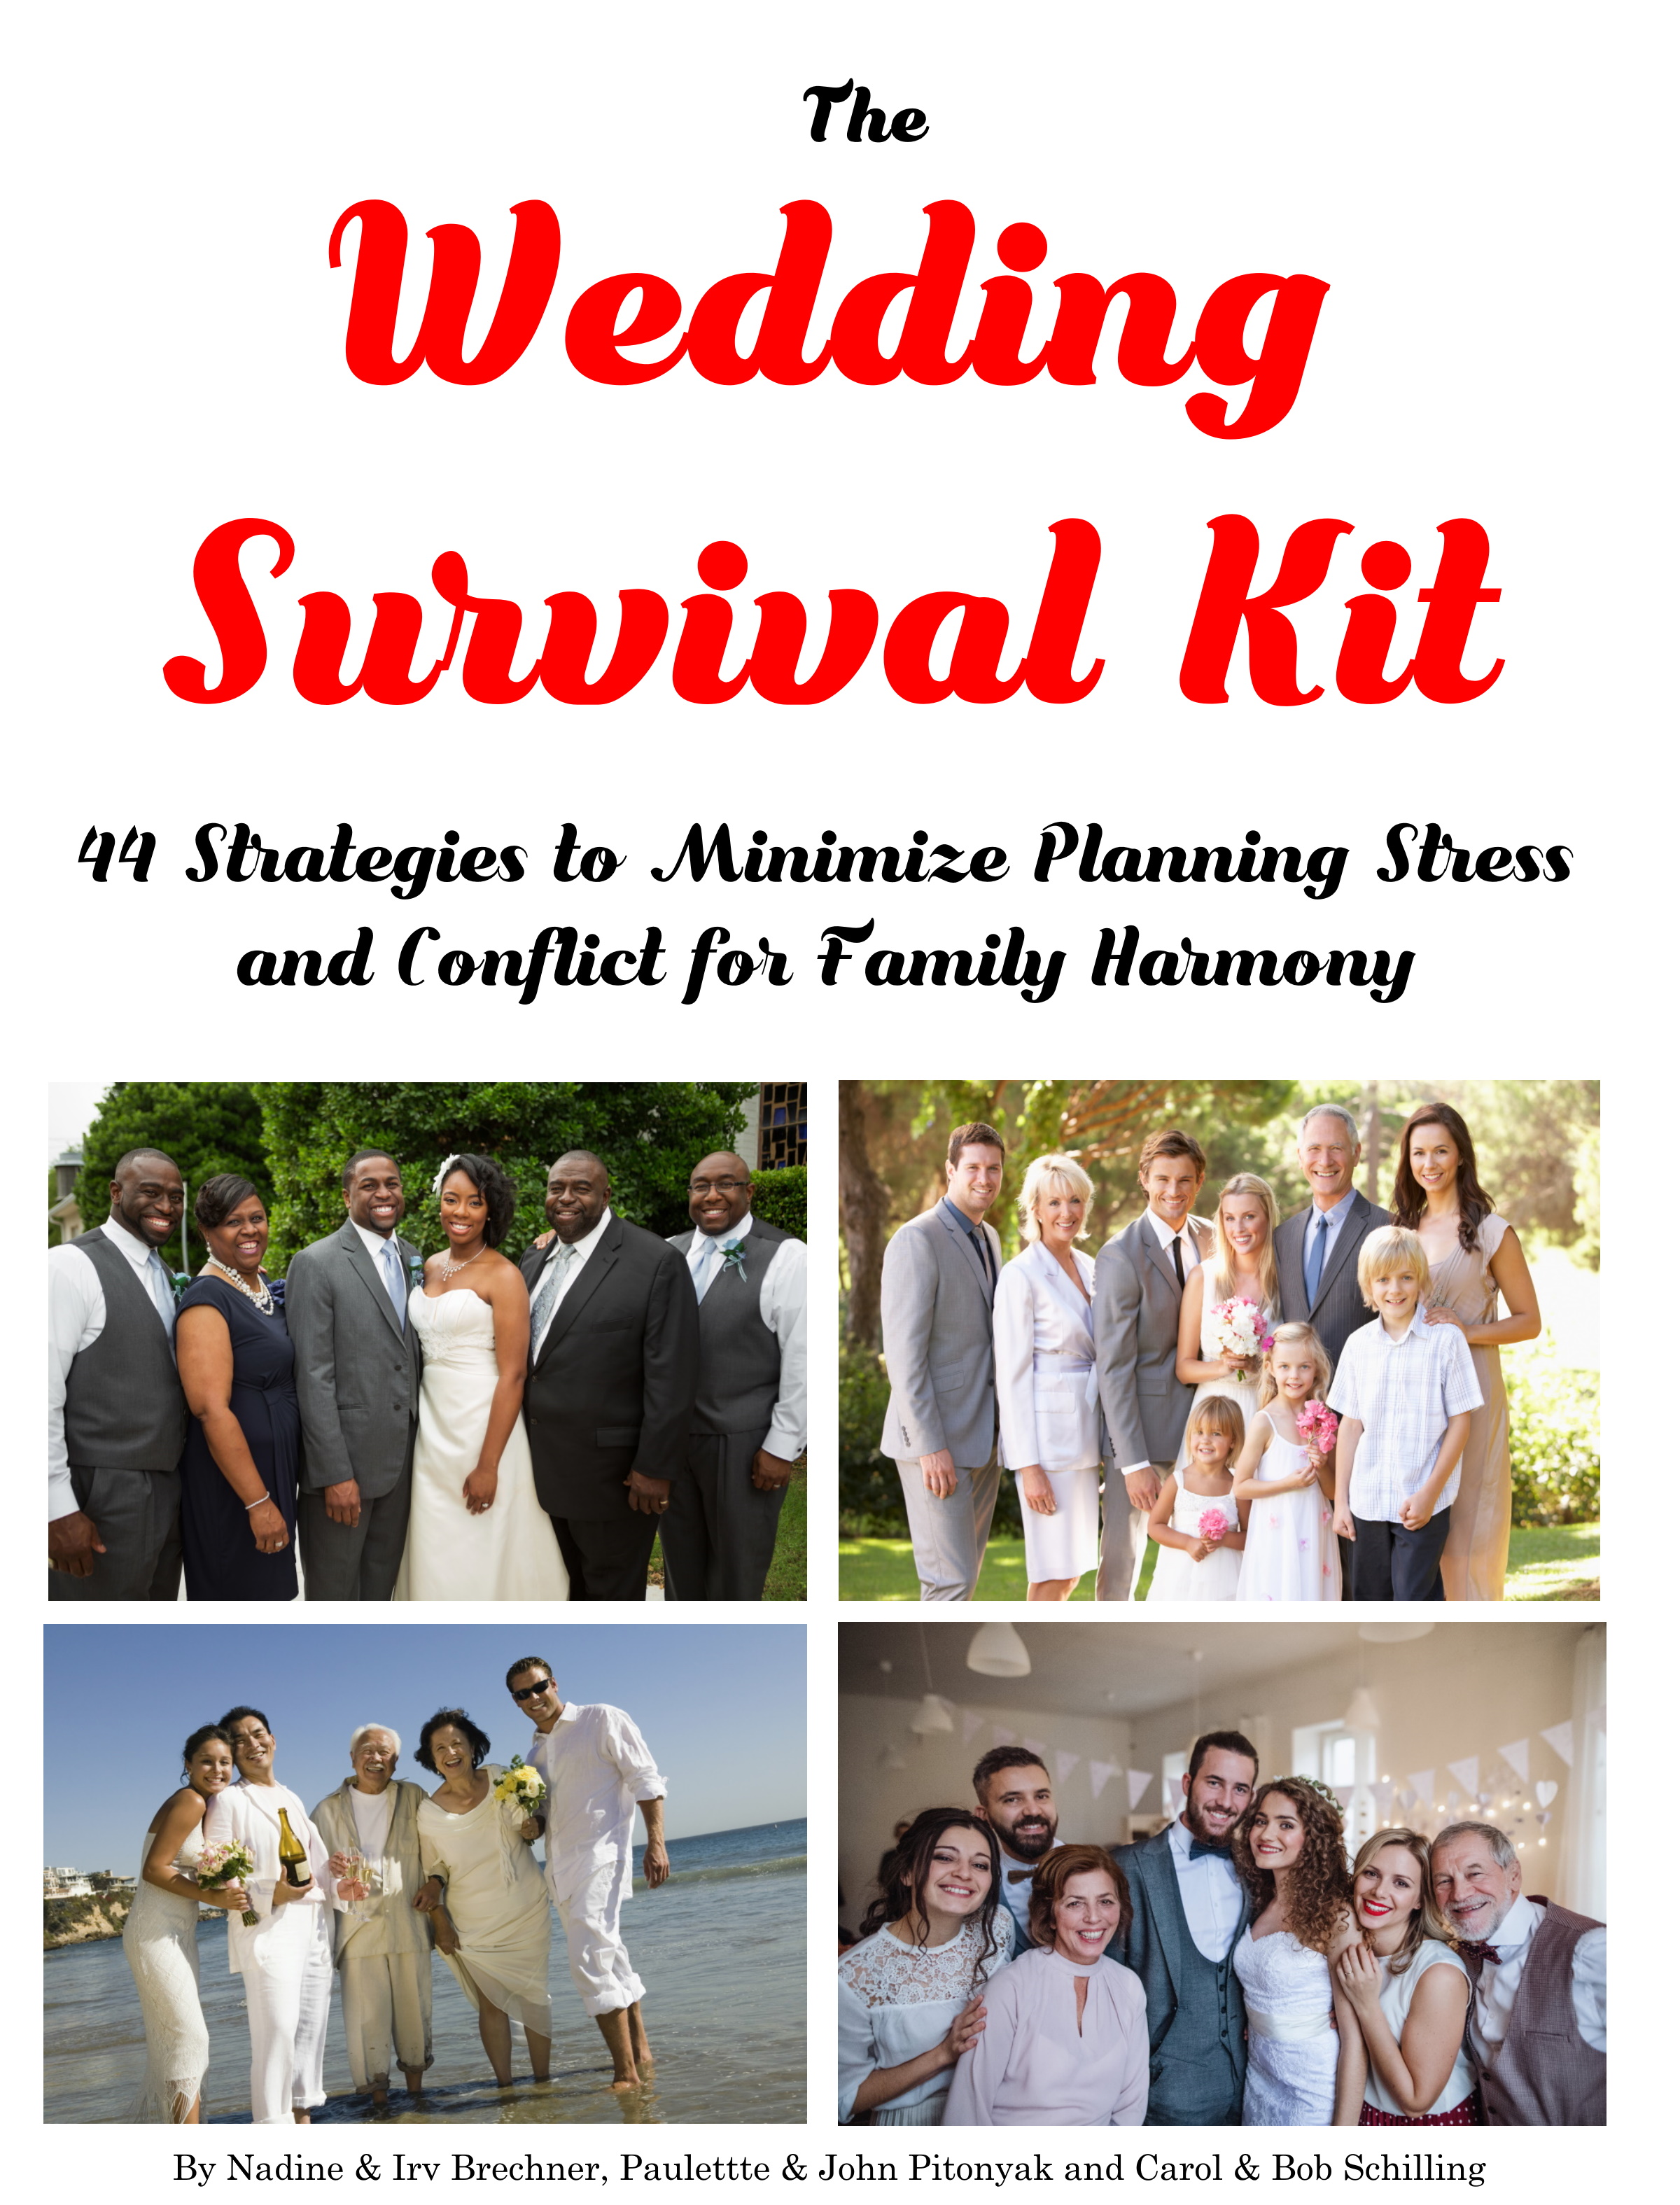 The
Wedding
Survival Kit
44 Strategies to Minimize Planning Stress
and Conflict for Family Harmony
By Nadine & Irv Brechner, Paulettte & John Pitonyak and Carol & Bob Schilling